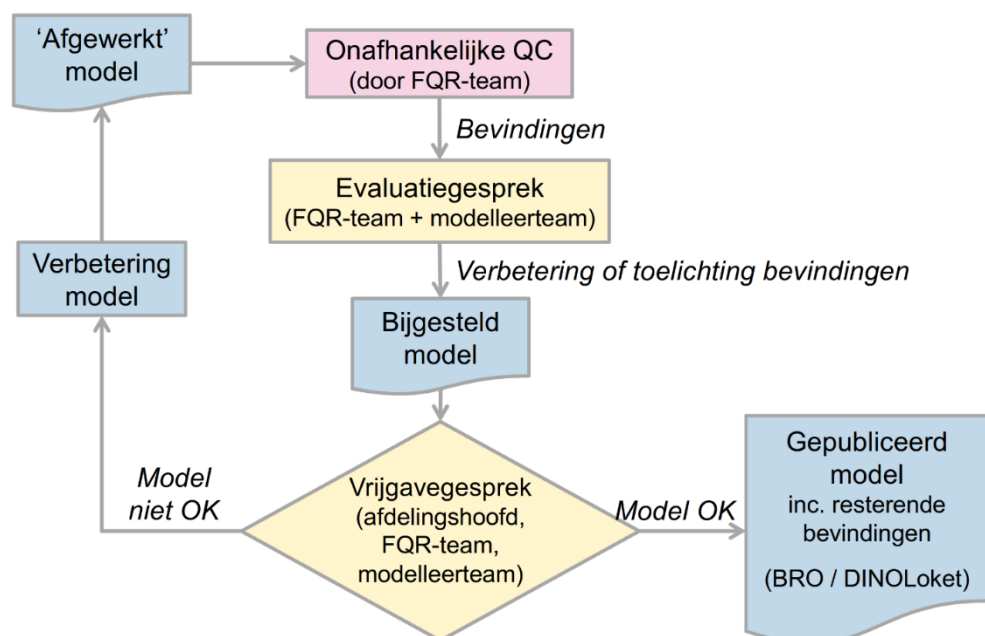 ‘Afgewerkt’
model
Onafhankelijke QC
(door FQR-team)
Bevindingen
Evaluatiegesprek
(FQR-team + modelleerteam)
Verbetering
model
Verbetering of toelichting bevindingen
Bijgesteld
model
Model
niet OK
Vrijgavegesprek
(afdelingshoofd,
FQR-team,
modelleerteam)
Model OK
Gepubliceerd
model
inc. resterende
bevindingen
(BRO / DINOLoket)